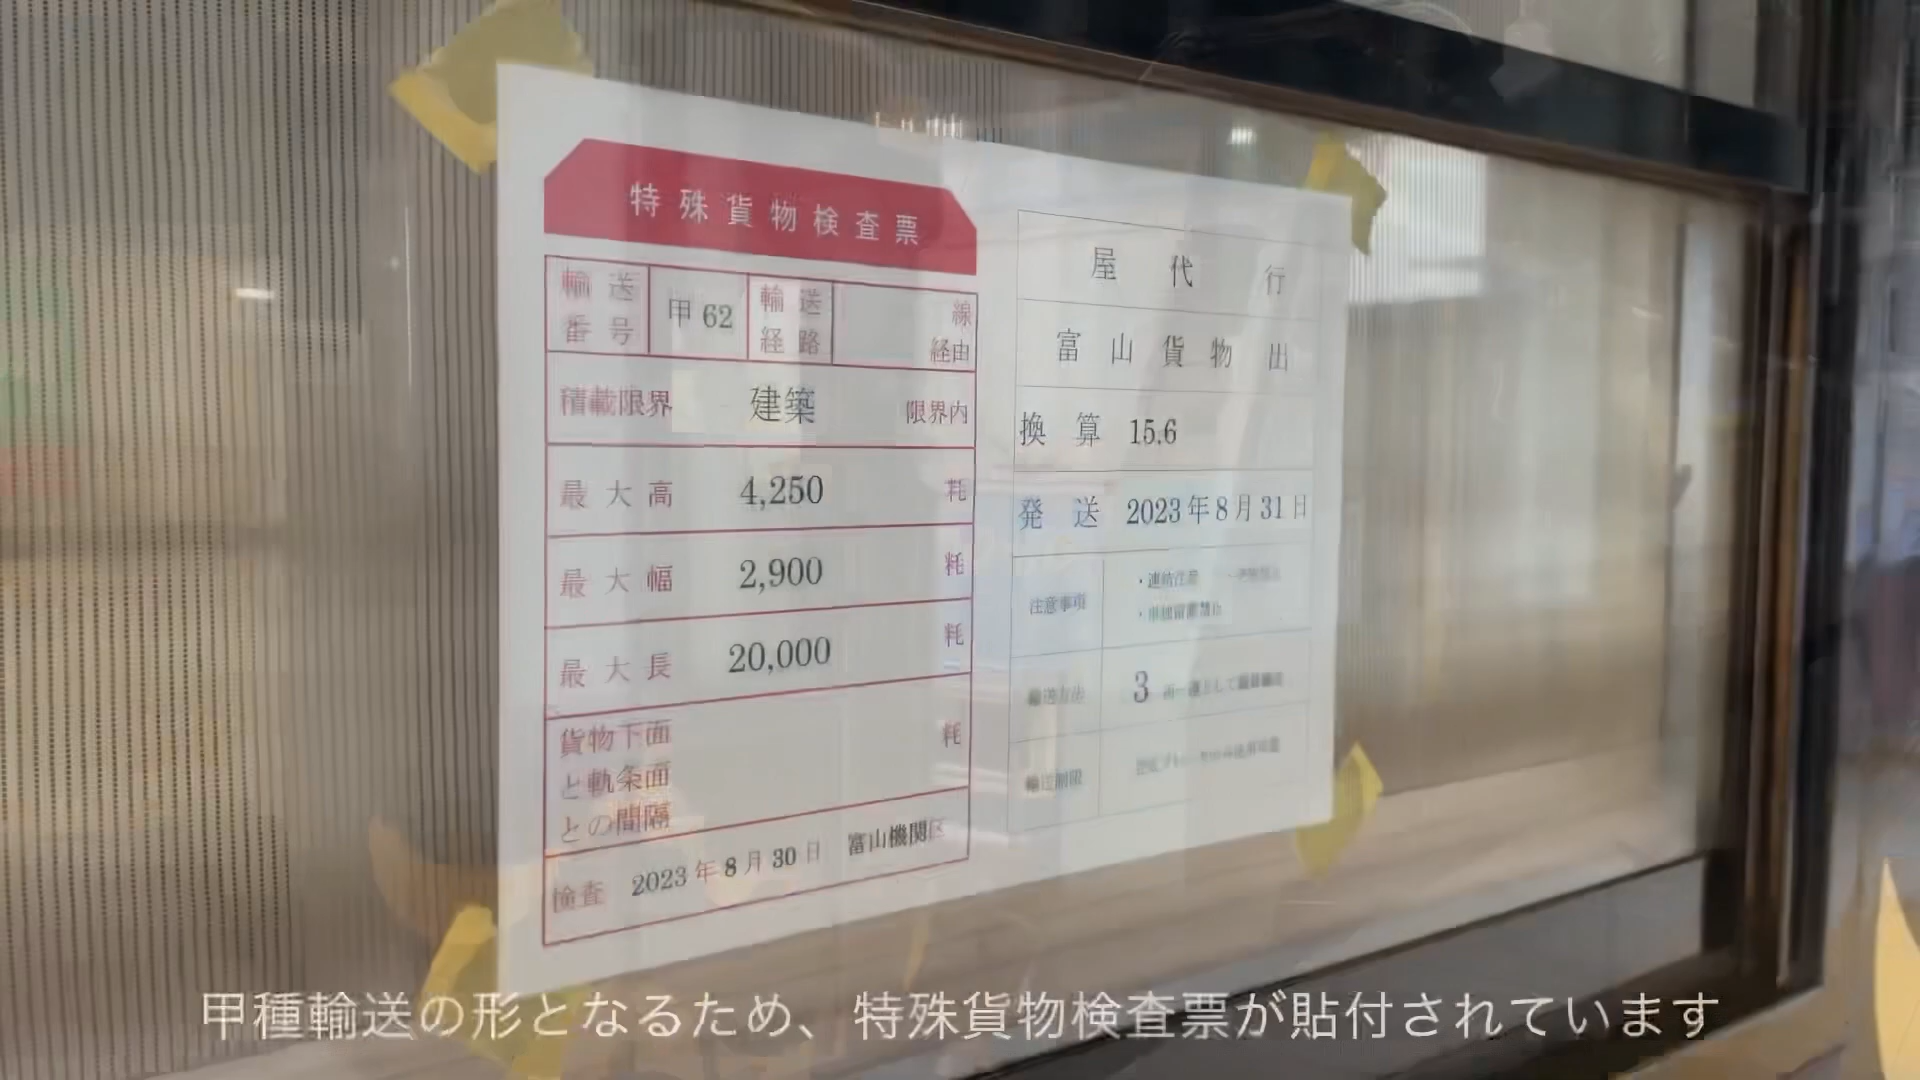 特殊貨物検査票
輸送番号 甲62 輸送経路 線経由
積載限界 建築 限界内
最大高 4,250 粍
最大幅 2,900 粍
最大長 20,000 粍
貨物下面と軌条面との間隔 粍
検査 2023年8月30日 富山機関区
屋代行
富山貨物出
換算 15.6
発送 2023年8月31日
注意事項
・連結注意
輸送方法 3
輸送制限
甲種輸送の形となるため、特殊貨物検査票が貼付されています